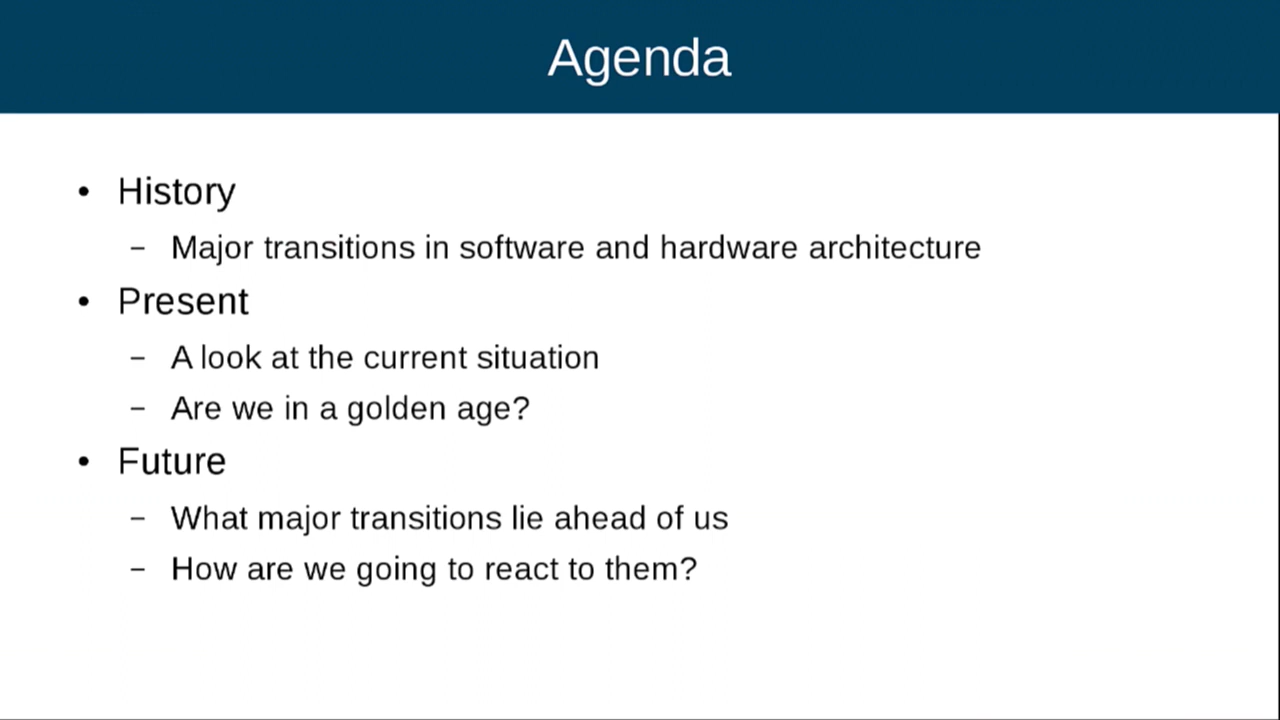 Agenda
• History
– Major transitions in software and hardware architecture
• Present
– A look at the current situation
– Are we in a golden age?
• Future
– What major transitions lie ahead of us
– How are we going to react to them?